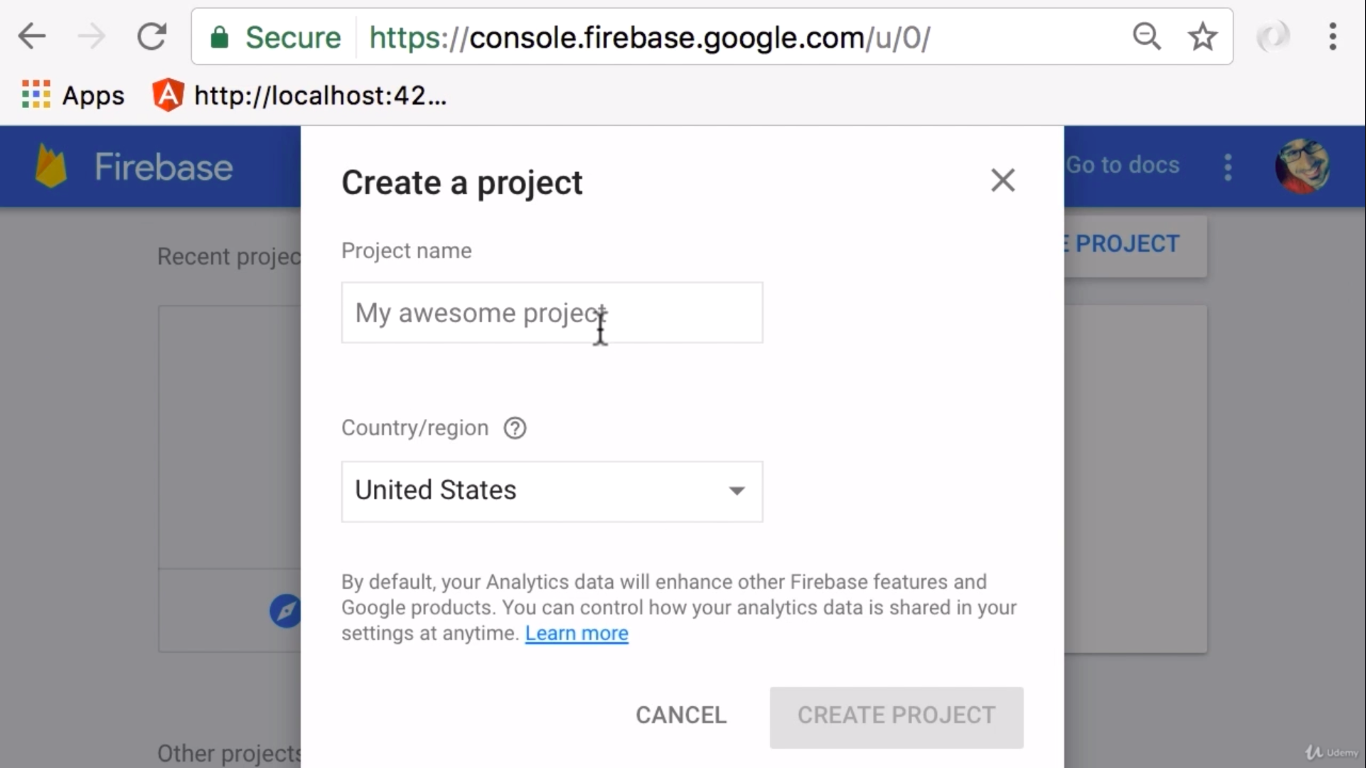 Secure https://console.firebase.google.com/u/0/
Apps http://localhost:42...
Firebase
Go to docs
Create a project
Recent projec
E PROJECT
Project name
My awesome project
Country/region ?
United States
By default, your Analytics data will enhance other Firebase features and
Google products. You can control how your analytics data is shared in your
settings at anytime. Learn more
CANCEL CREATE PROJECT
Other projects
Udemy